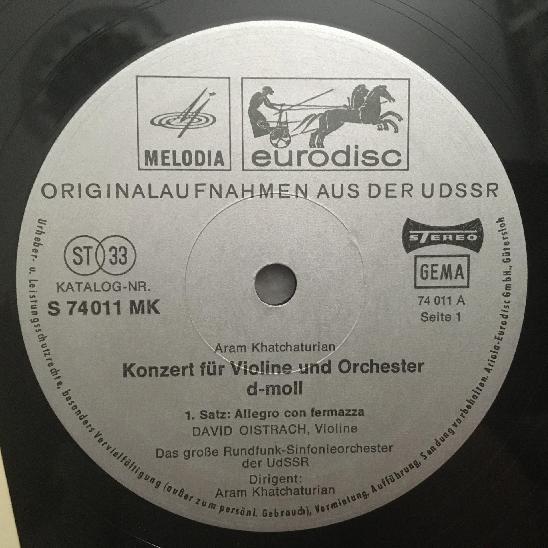 MELODIA
eurodisc
ORIGINALAUFNAHMEN AUS DER UDSSR
ST 33
KATALOG-NR.
S 74011 MK
STEREO
GEMA
74 011 A
Seite 1
Aram Khatchaturian
Konzert für Violine und Orchester
d-moll
1. Satz: Allegro con fermazza
DAVID OISTRACH, Violine
Das große Rundfunk-Sinfonieorchester
der UdSSR
Dirigent:
Aram Khatchaturian
Urheber- u. Leistungsschutzrechte, besonders Vervielfältigung (außer zum persönl. Gebrauch), Vermietung, Aufführung, Sendung vorbehalten. Ariola-Eurodisc GmbH., Gütersloh